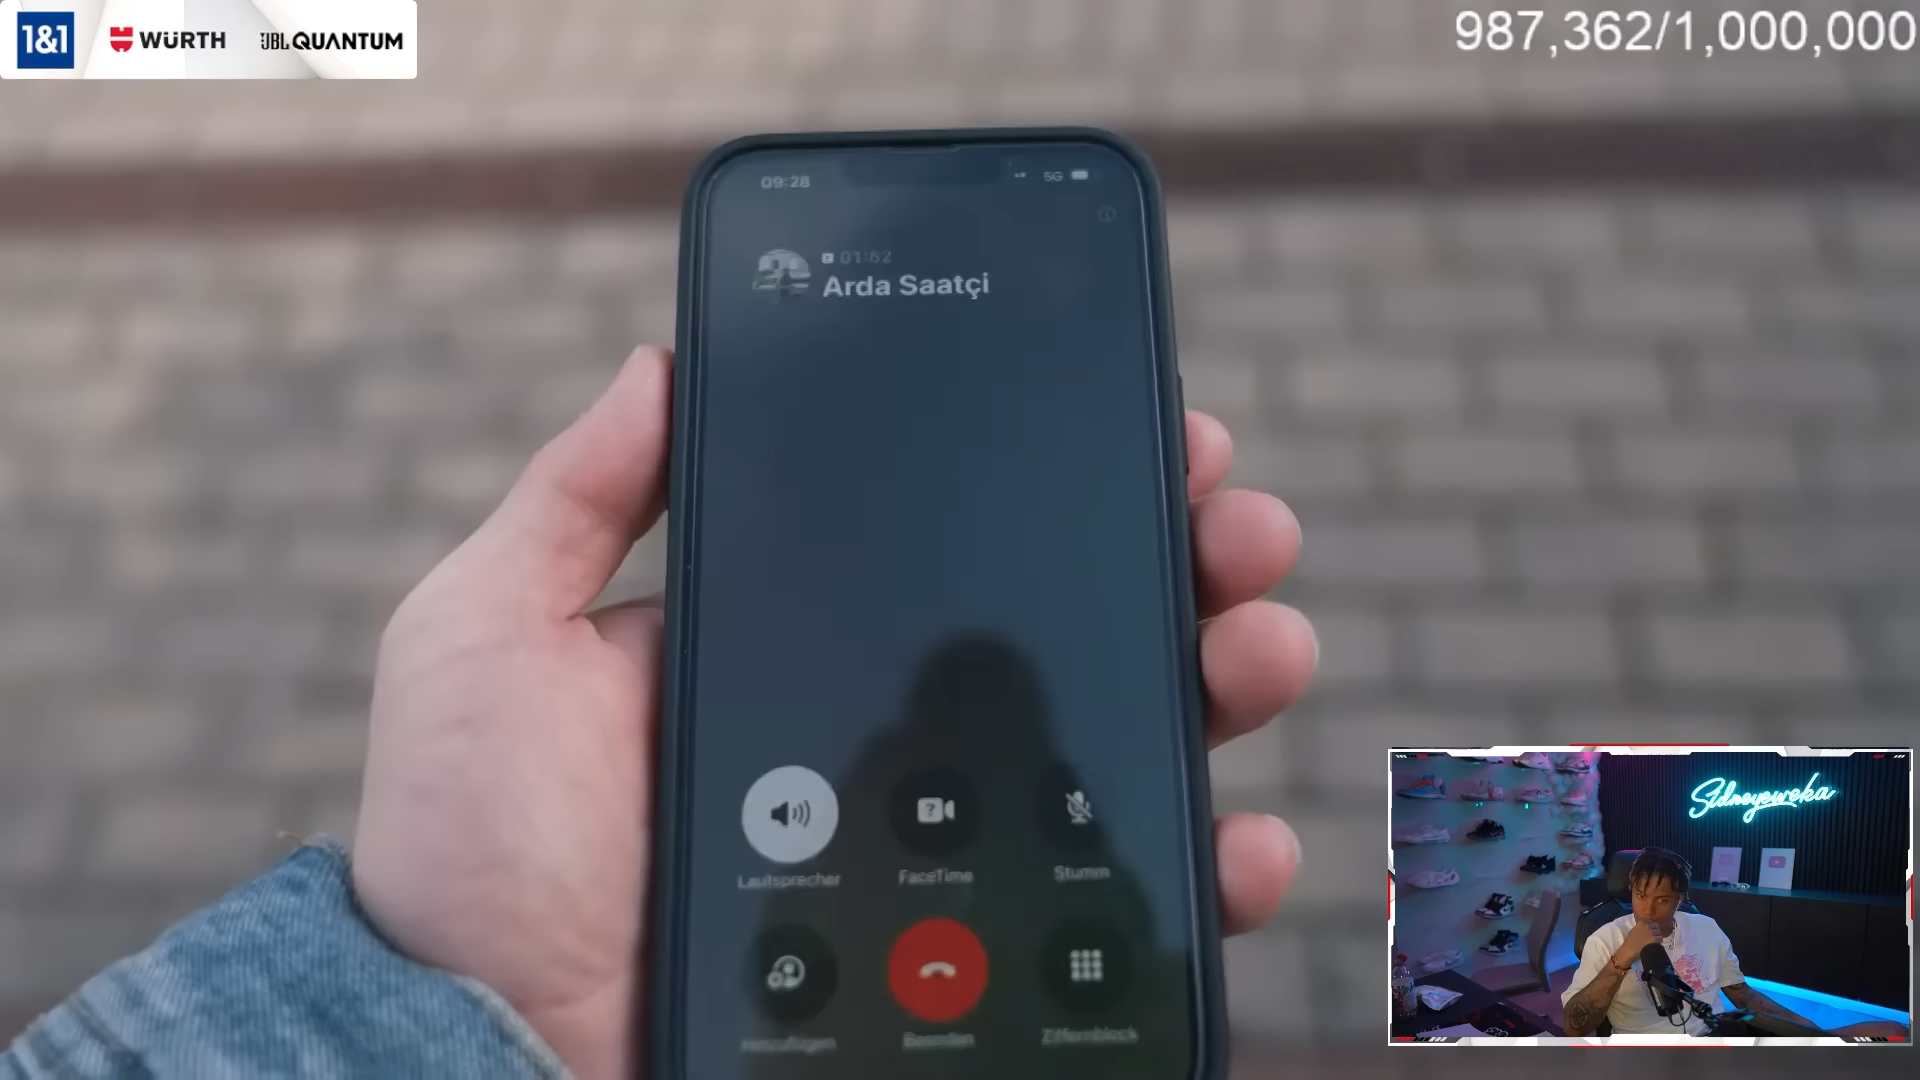 1&1
WÜRTH
JBL QUANTUM
987,362/1,000,000
09:28
5G
01:52
Arda Saatçi
Lautsprecher
FaceTime
Stumm
Hinzufügen
Beenden
Ziffernblock
Sidneyeweka